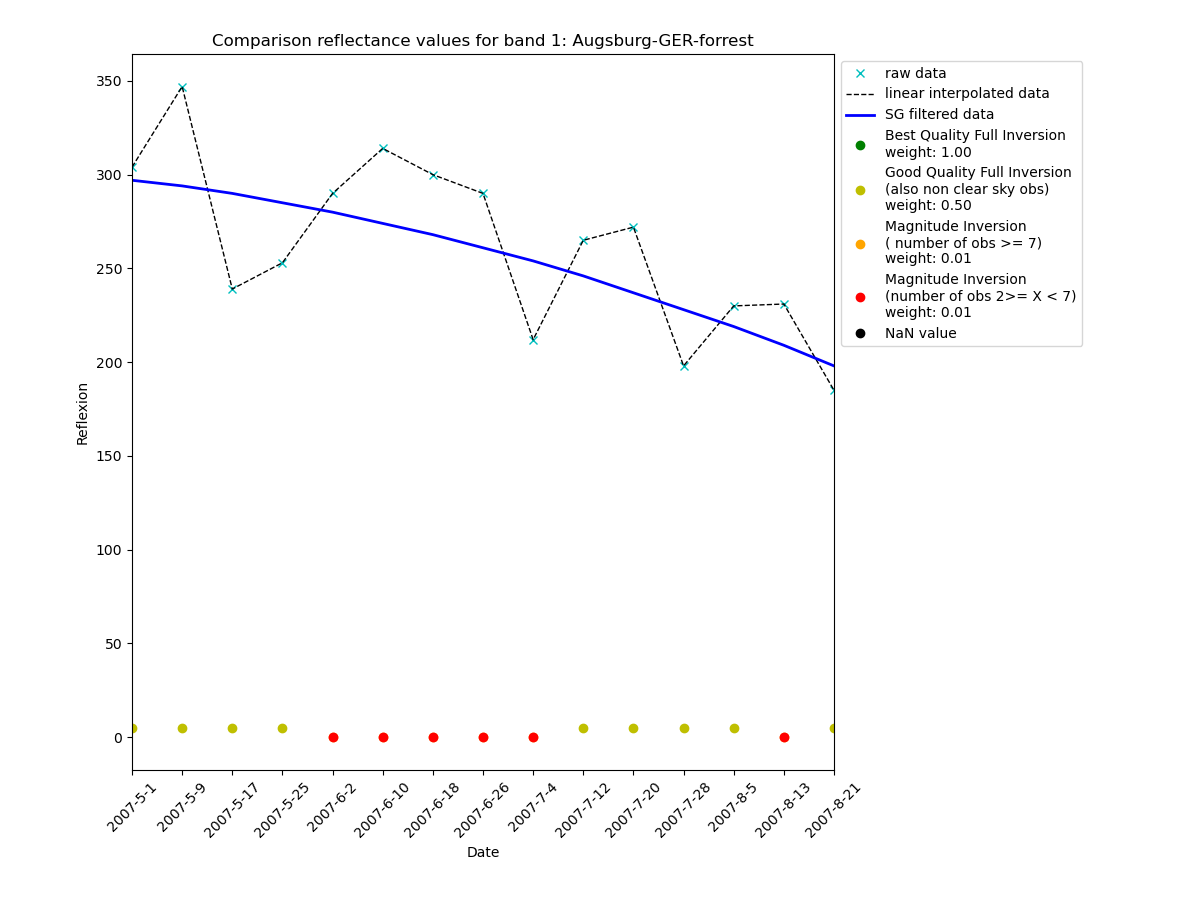 Comparison reflectance values for band 1: Augsburg-GER-forrest
350
300
250
200
150
100
50
0
Reflexion
2007-5-1
2007-5-9
2007-5-17
2007-5-25
2007-6-2
2007-6-10
2007-6-18
2007-6-26
2007-7-4
2007-7-12
2007-7-20
2007-7-28
2007-8-5
2007-8-13
2007-8-21
Date
raw data
linear interpolated data
SG filtered data
Best Quality Full Inversion
weight: 1.00
Good Quality Full Inversion
(also non clear sky obs)
weight: 0.50
Magnitude Inversion
( number of obs >= 7)
weight: 0.01
Magnitude Inversion
(number of obs 2>= X < 7)
weight: 0.01
NaN value